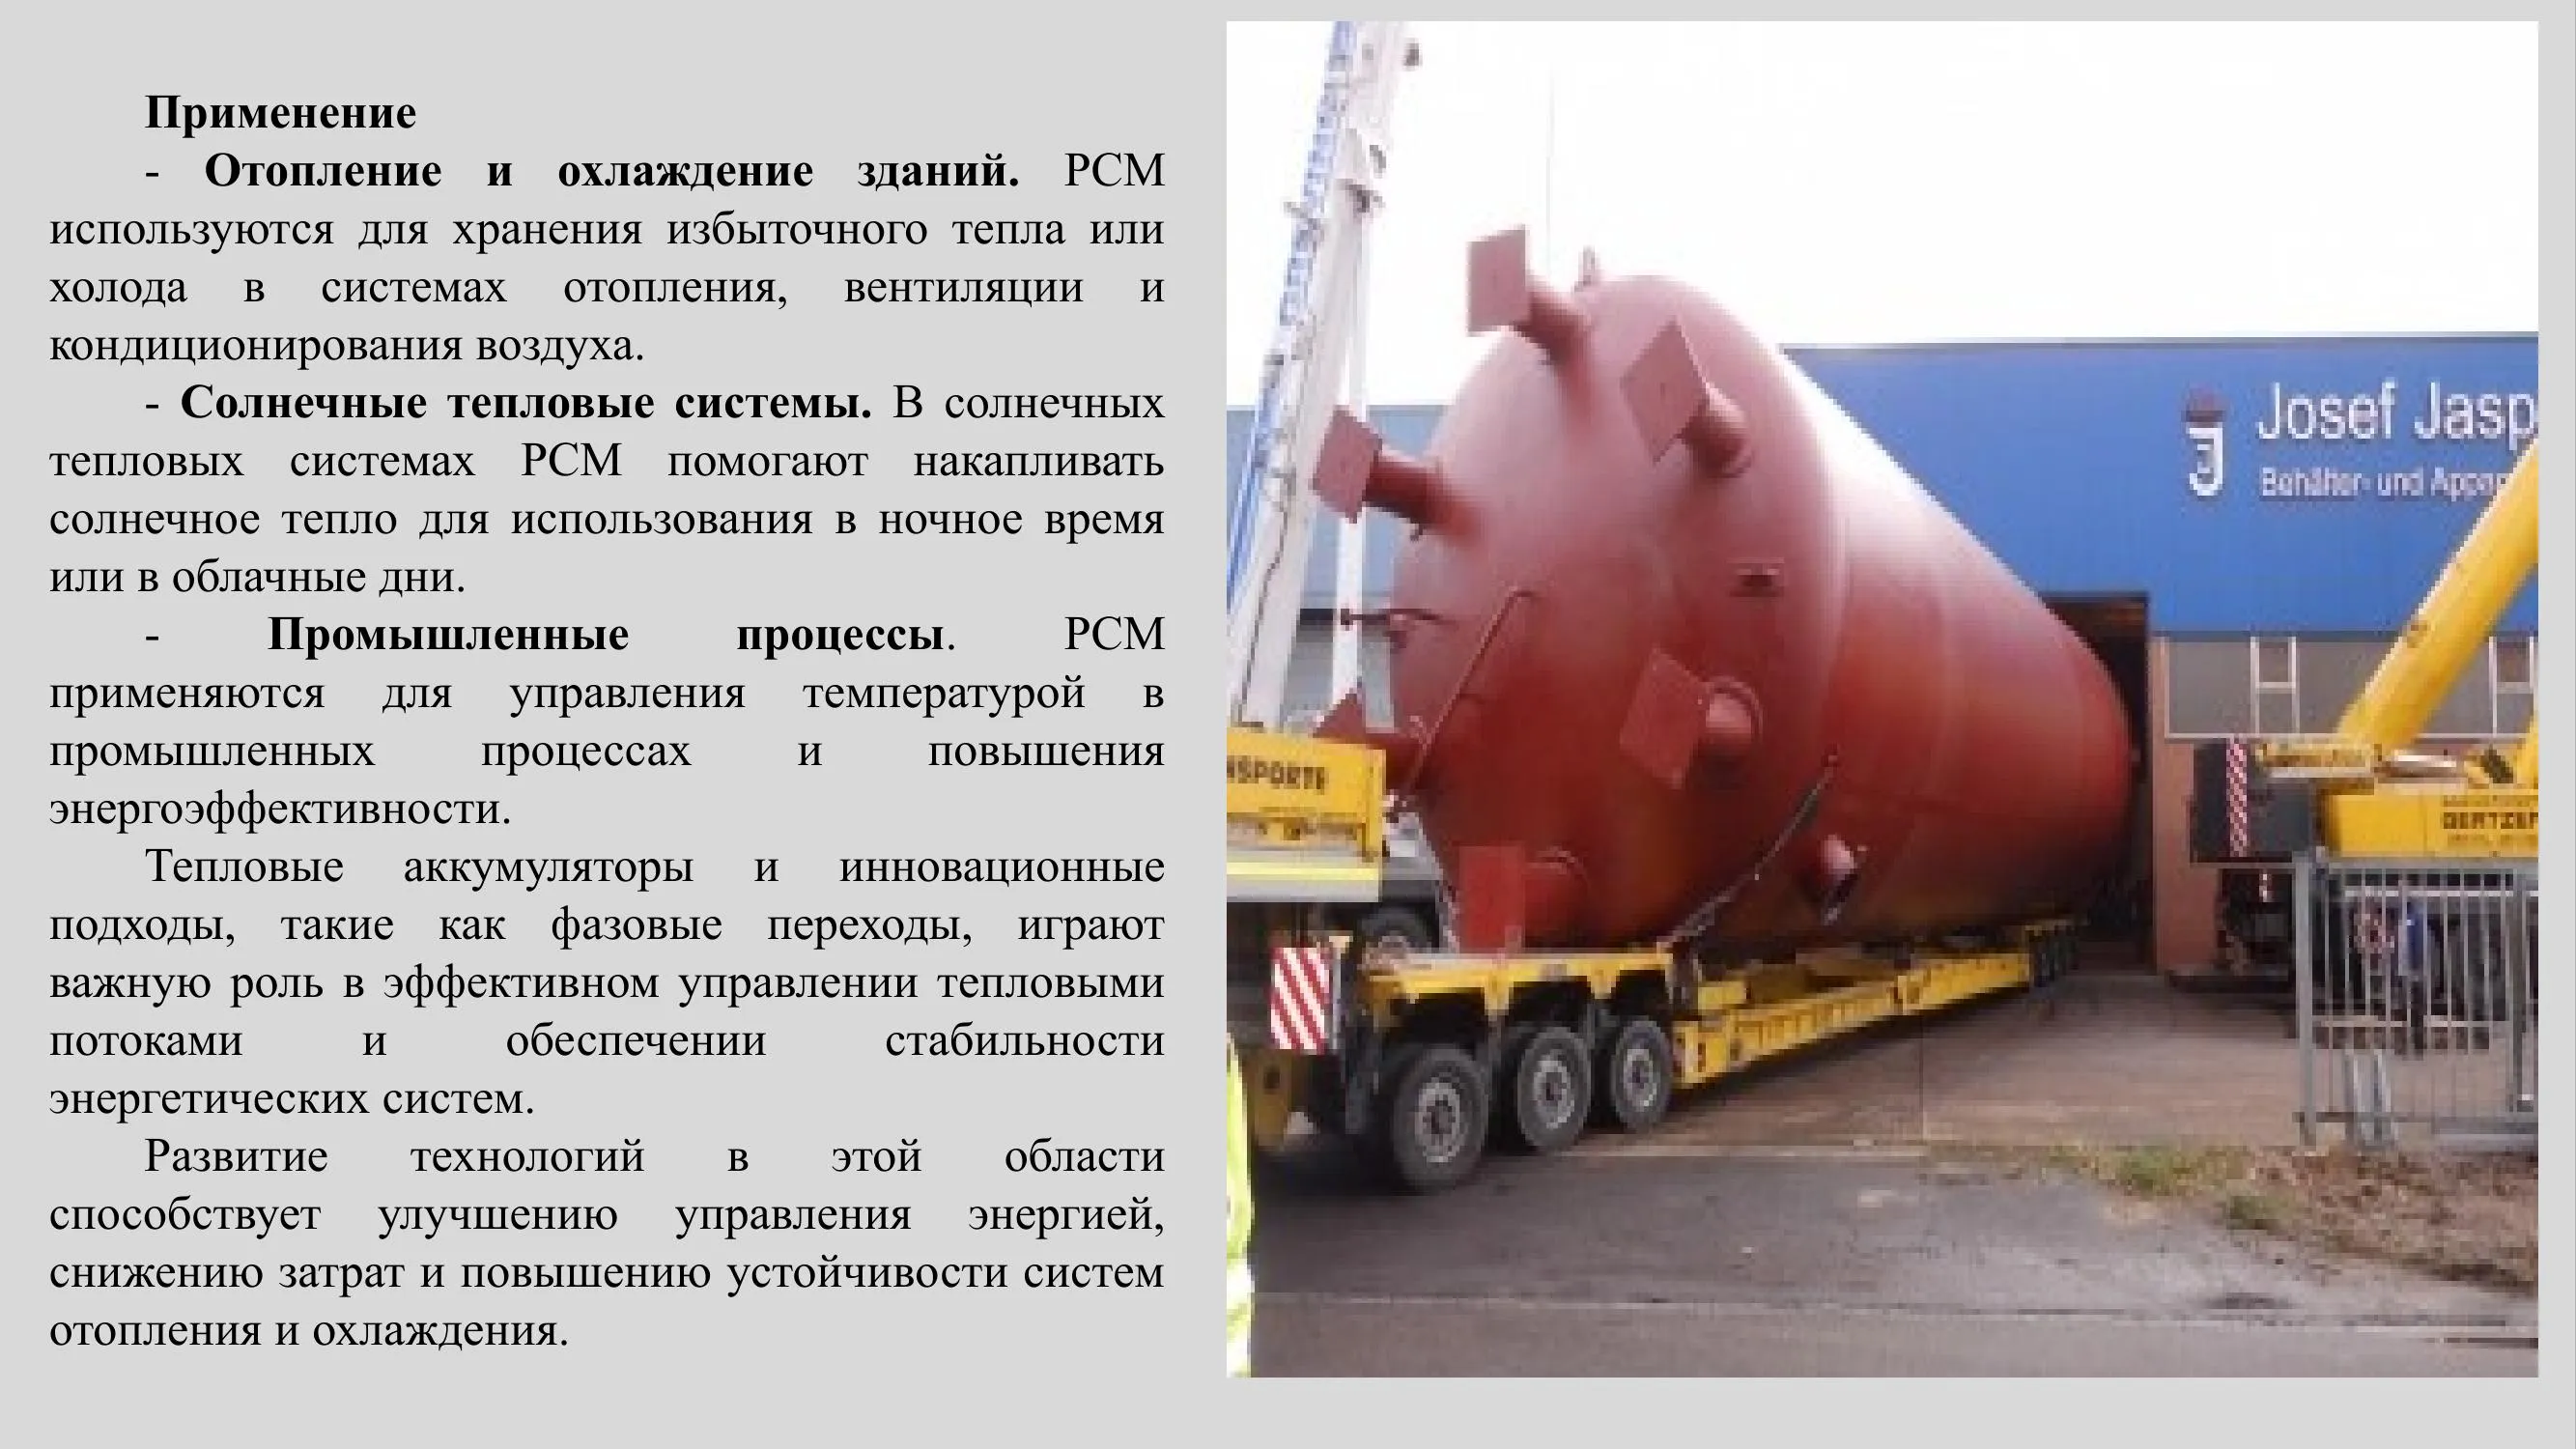 Применение
- Отопление и охлаждение зданий. PCM
используются для хранения избыточного тепла или
холода в системах отопления, вентиляции и
кондиционирования воздуха.
- Солнечные тепловые системы. В солнечных
тепловых системах PCM помогают накапливать
солнечное тепло для использования в ночное время
или в облачные дни.
- Промышленные процессы. PCM
применяются для управления температурой в
промышленных процессах и повышения
энергоэффективности.
Тепловые аккумуляторы и инновационные
подходы, такие как фазовые переходы, играют
важную роль в эффективном управлении тепловыми
потоками и обеспечении стабильности
энергетических систем.
Развитие технологий в этой области
способствует улучшению управления энергией,
снижению затрат и повышению устойчивости систем
отопления и охлаждения.
Josef Jasp
Behälter- und Appar
NSPORTE